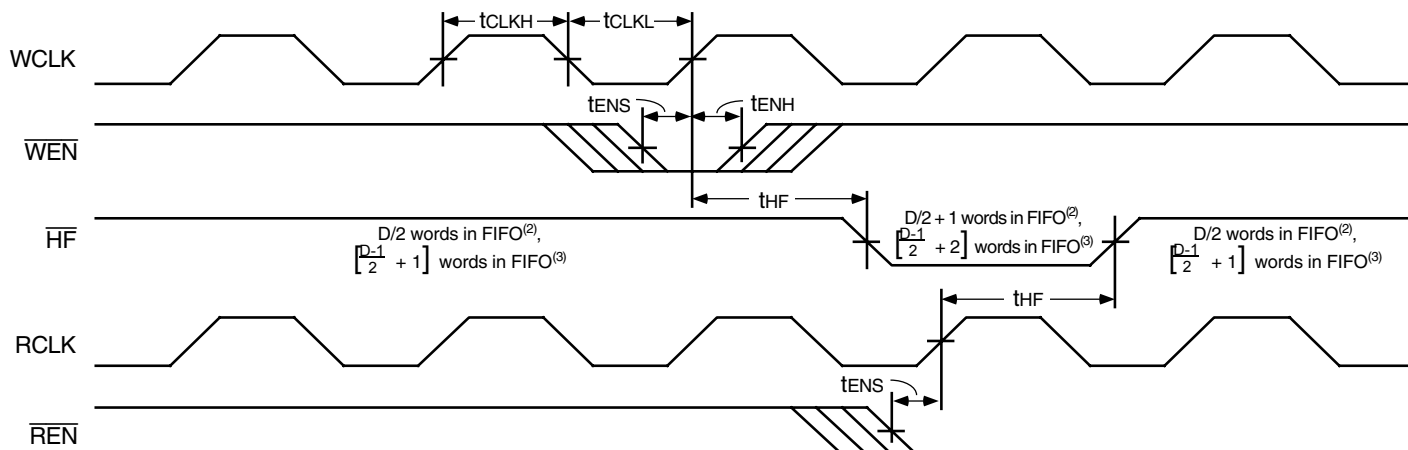 tCLKH tCLKL
WCLK
tENS tENH
WEN
tHF
HF
D/2 words in FIFO(2),
[D-1/2 + 1] words in FIFO(3)
D/2 + 1 words in FIFO(2),
[D-1/2 + 2] words in FIFO(3)
D/2 words in FIFO(2),
[D-1/2 + 1] words in FIFO(3)
tHF
RCLK
tENS
REN